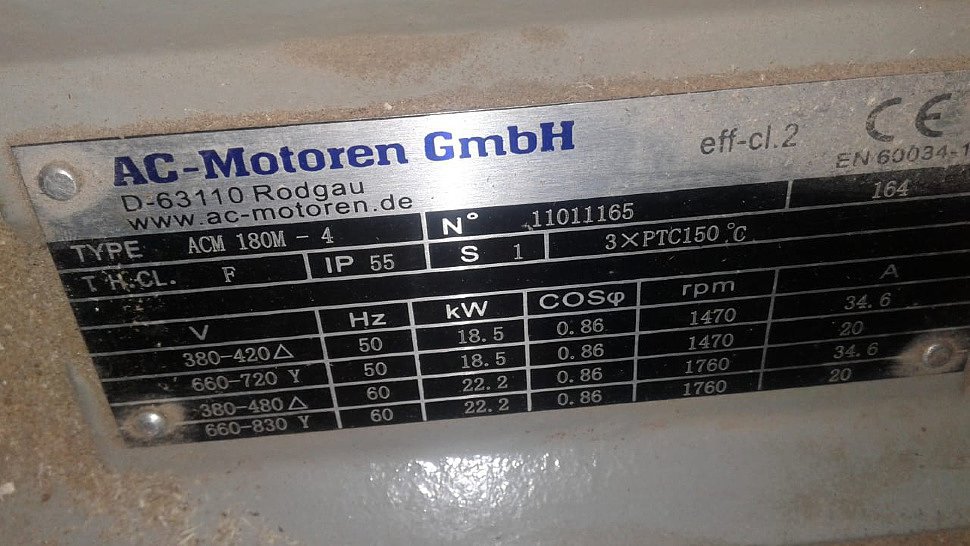 AC-Motoren GmbH eff-cl.2 CE
D-63110 Rodgau EN 60034-1
www.ac-motoren.de
TYPE ACM 180M - 4 N° 11011165 164
TH.CL. F IP 55 S 1 3×PTC150 °C
V Hz kW COSφ rpm A
380-420△ 50 18.5 0.86 1470 34.6
660-720 Y 50 18.5 0.86 1470 20
380-480△ 60 22.2 0.86 1760 34.6
660-830 Y 60 22.2 0.86 1760 20